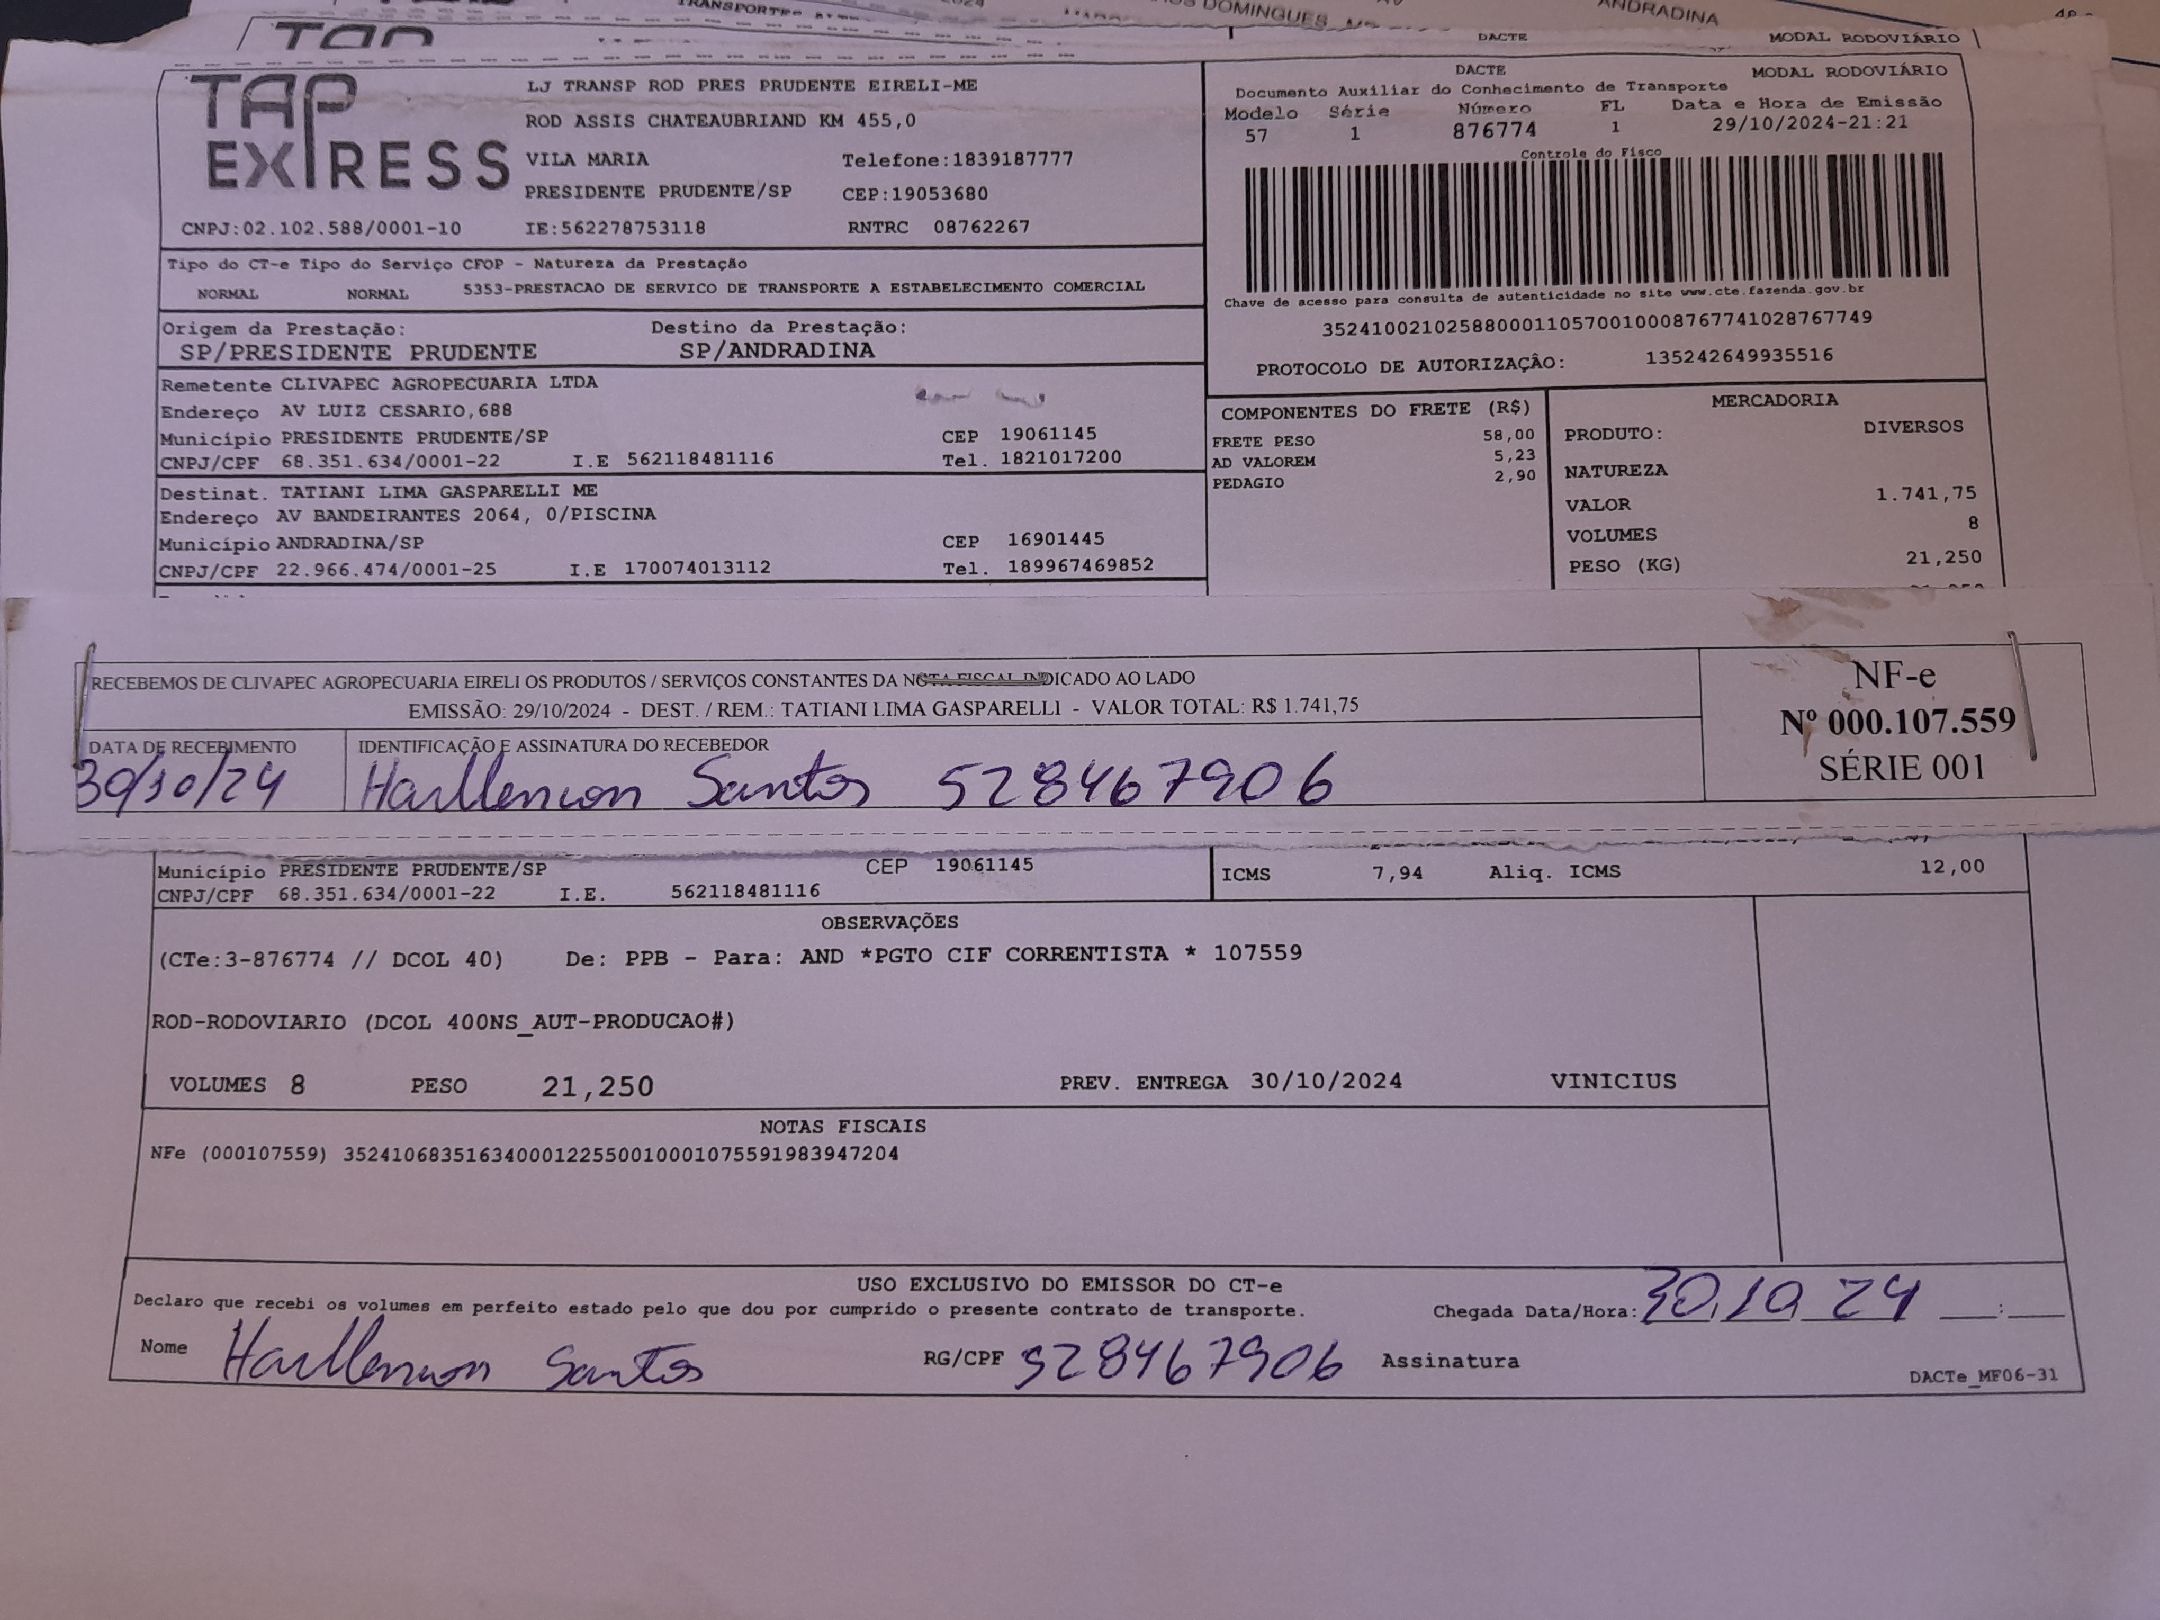 TRANSPORTES
DOMINGUES
ANDRADINA
TAP
DACTE
MODAL RODOVIÁRIO
TAP EXPRESS
LJ TRANSP ROD PRES PRUDENTE EIRELI-ME
ROD ASSIS CHATEAUBRIAND KM 455,0
VILA MARIA Telefone:1839187777
PRESIDENTE PRUDENTE/SP CEP:19053680
CNPJ:02.102.588/0001-10 IE:562278753118 RNTRC 08762267
DACTE MODAL RODOVIÁRIO
Documento Auxiliar do Conhecimento de Transporte
Modelo Série Número FL Data e Hora de Emissão
57 1 876774 1 29/10/2024-21:21
Controle do Fisco
Chave de acesso para consulta de autenticidade no site www.cte.fazenda.gov.br
35241002102588000110570010008767741028767749
PROTOCOLO DE AUTORIZAÇÃO: 135242649935516
Tipo do CT-e Tipo do Serviço CFOP - Natureza da Prestação
NORMAL NORMAL 5353-PRESTACAO DE SERVICO DE TRANSPORTE A ESTABELECIMENTO COMERCIAL
Origem da Prestação: Destino da Prestação:
SP/PRESIDENTE PRUDENTE SP/ANDRADINA
Remetente CLIVAPEC AGROPECUARIA LTDA
Endereço AV LUIZ CESARIO,688
Município PRESIDENTE PRUDENTE/SP CEP 19061145
CNPJ/CPF 68.351.634/0001-22 I.E 562118481116 Tel. 1821017200
Destinat. TATIANI LIMA GASPARELLI ME
Endereço AV BANDEIRANTES 2064, 0/PISCINA
Município ANDRADINA/SP CEP 16901445
CNPJ/CPF 22.966.474/0001-25 I.E 170074013112 Tel. 189967469852
COMPONENTES DO FRETE (R$)
FRETE PESO 58,00
AD VALOREM 5,23
PEDAGIO 2,90
MERCADORIA
PRODUTO: DIVERSOS
NATUREZA
VALOR 1.741,75
VOLUMES 8
PESO (KG) 21,250
RECEBEMOS DE CLIVAPEC AGROPECUARIA EIRELI OS PRODUTOS / SERVIÇOS CONSTANTES DA NOTA FISCAL INDICADO AO LADO
EMISSÃO: 29/10/2024 - DEST. / REM.: TATIANI LIMA GASPARELLI - VALOR TOTAL: R$ 1.741,75
DATA DE RECEBIMENTO IDENTIFICAÇÃO E ASSINATURA DO RECEBEDOR
30/10/24 Harllenson Santos 528467906
NF-e
Nº 000.107.559
SÉRIE 001
Município PRESIDENTE PRUDENTE/SP CEP 19061145
CNPJ/CPF 68.351.634/0001-22 I.E. 562118481116
ICMS 7,94 Aliq. ICMS 12,00
OBSERVAÇÕES
(CTe:3-876774 // DCOL 40) De: PPB - Para: AND *PGTO CIF CORRENTISTA * 107559
ROD-RODOVIARIO (DCOL 400NS_AUT-PRODUCAO#)
VOLUMES 8 PESO 21,250 PREV. ENTREGA 30/10/2024 VINICIUS
NOTAS FISCAIS
NFe (000107559) 35241068351634000122550010001075591983947204
USO EXCLUSIVO DO EMISSOR DO CT-e
Declaro que recebi os volumes em perfeito estado pelo que dou por cumprido o presente contrato de transporte. Chegada Data/Hora: 30.10 24 :
Nome Harllenson Santos RG/CPF 528467906 Assinatura
DACTe_MF06-31